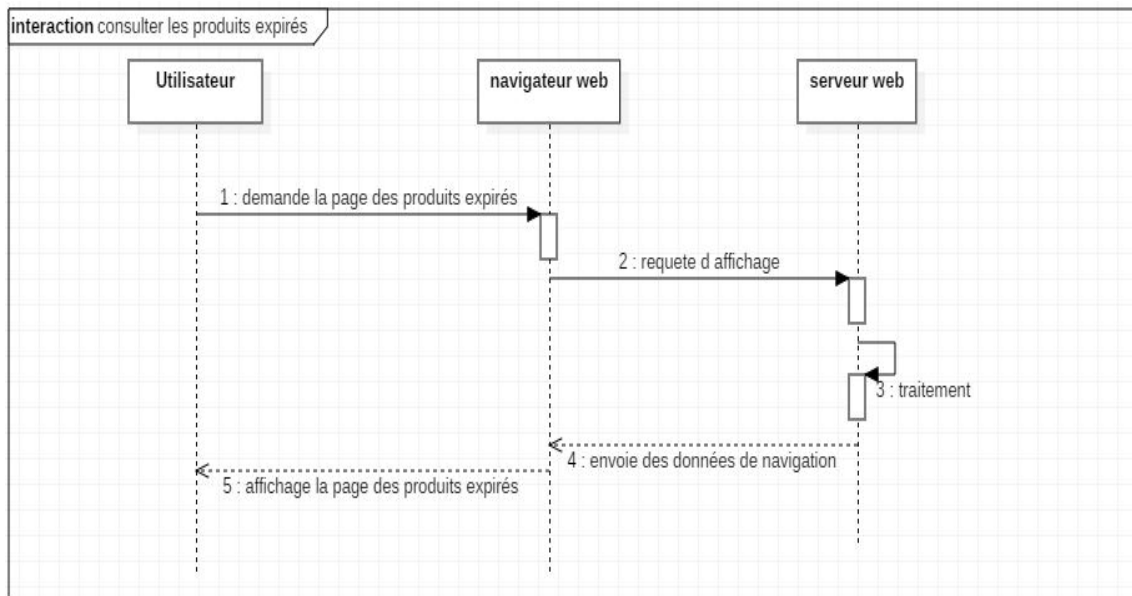 interaction consulter les produits expirés
Utilisateur
navigateur web
serveur web
1 : demande la page des produits expirés
2 : requete d affichage
3 : traitement
4 : envoie des données de navigation
5 : affichage la page des produits expirés